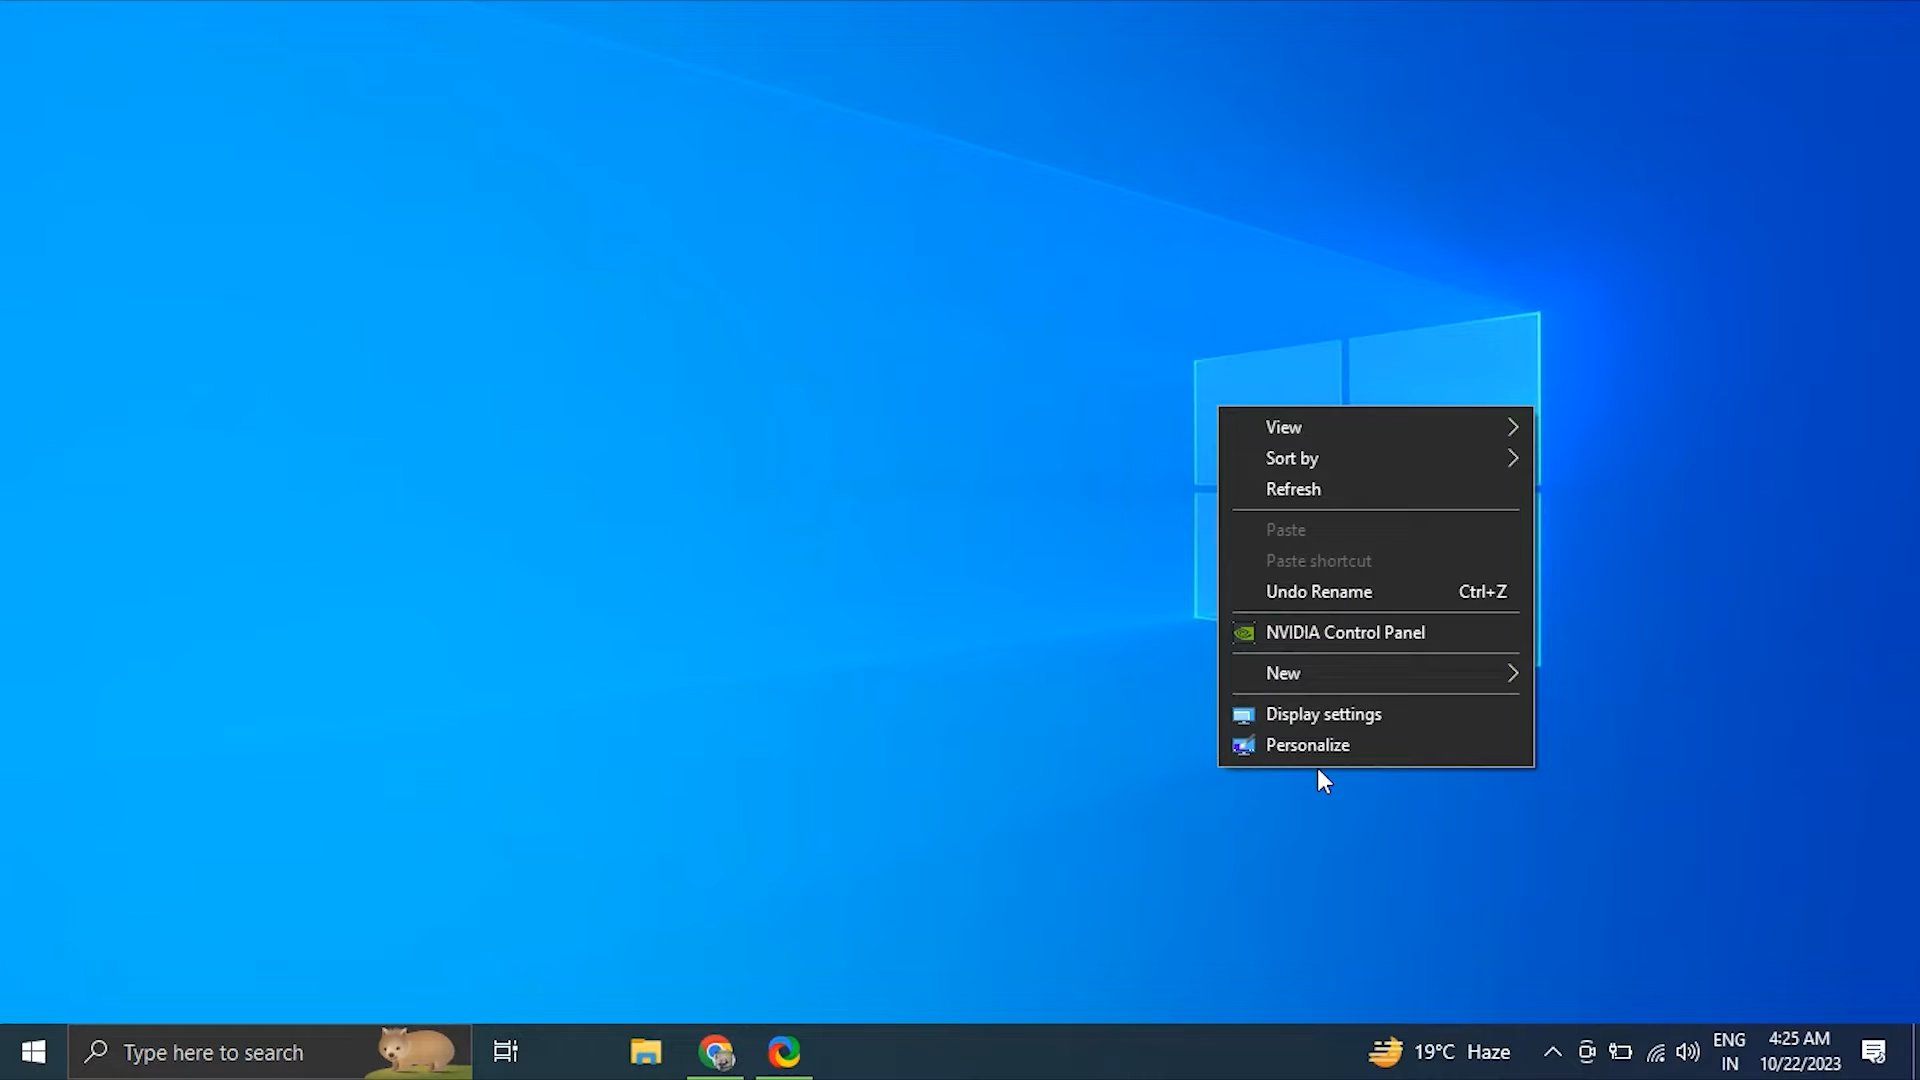 View
Sort by
Refresh
Paste
Paste shortcut
Undo Rename Ctrl+Z
NVIDIA Control Panel
New
Display settings
Personalize
Type here to search
19°C Haze
ENG
IN
4:25 AM
10/22/2023